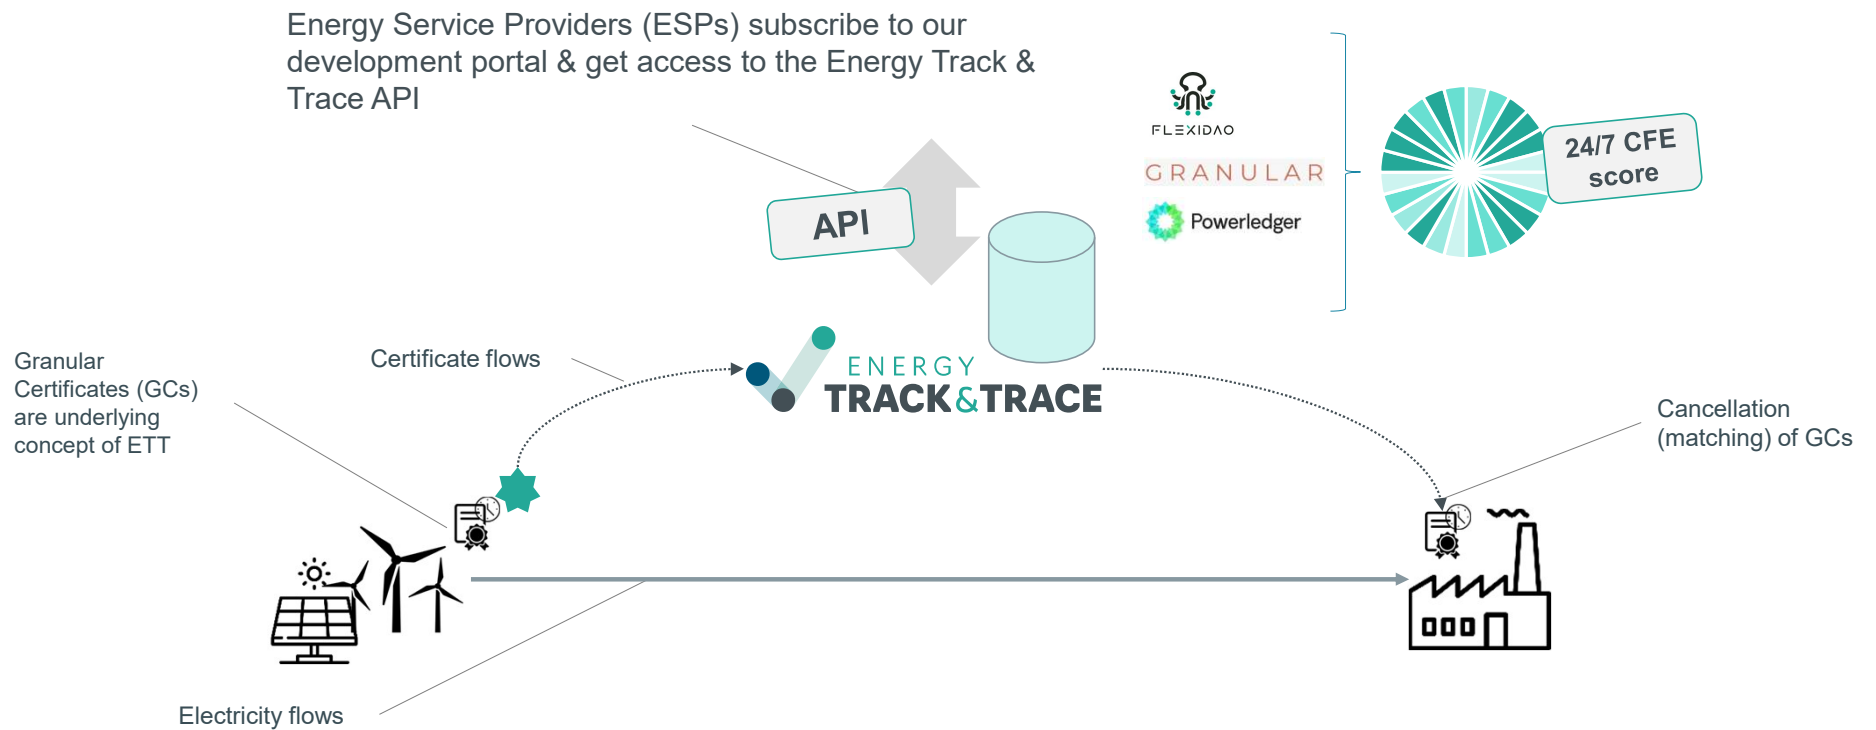 Energy Service Providers (ESPs) subscribe to our
development portal & get access to the Energy Track &
Trace API
FLEXIDAO
GRANULAR
Powerledger
24/7 CFE
score
API
Granular
Certificates (GCs)
are underlying
concept of ETT
Certificate flows
ENERGY
TRACK&TRACE
Cancellation
(matching) of GCs
Electricity flows